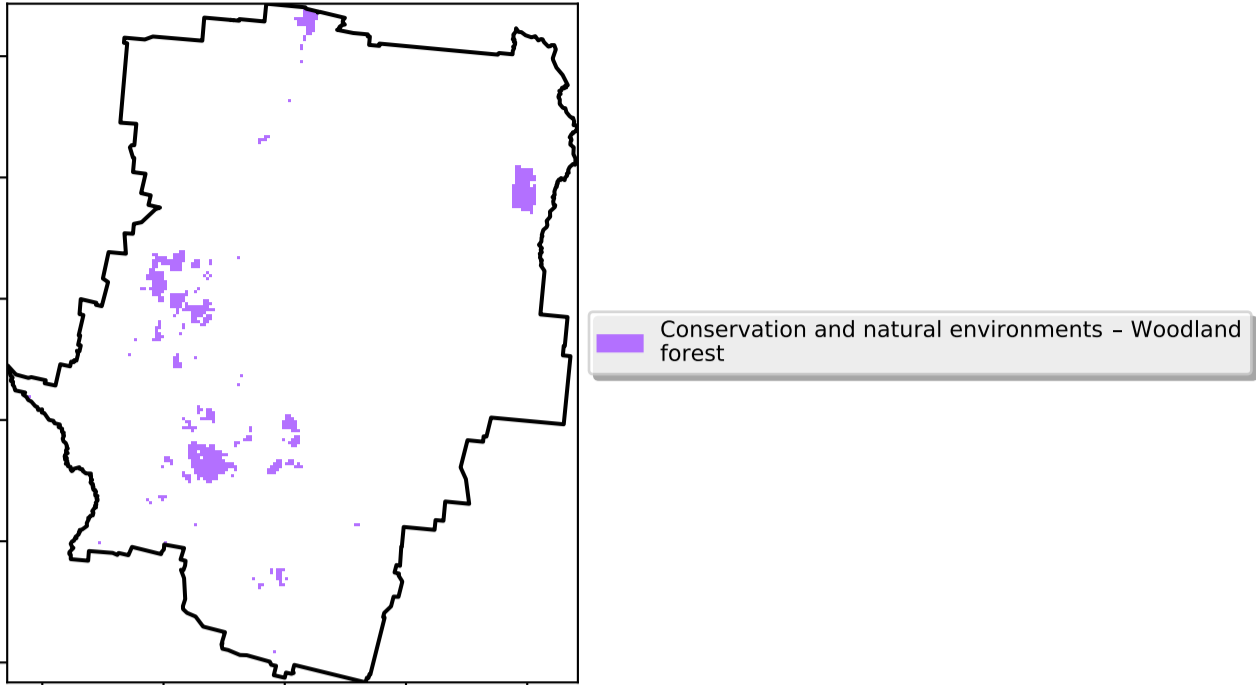 Conservation and natural environments – Woodland
forest